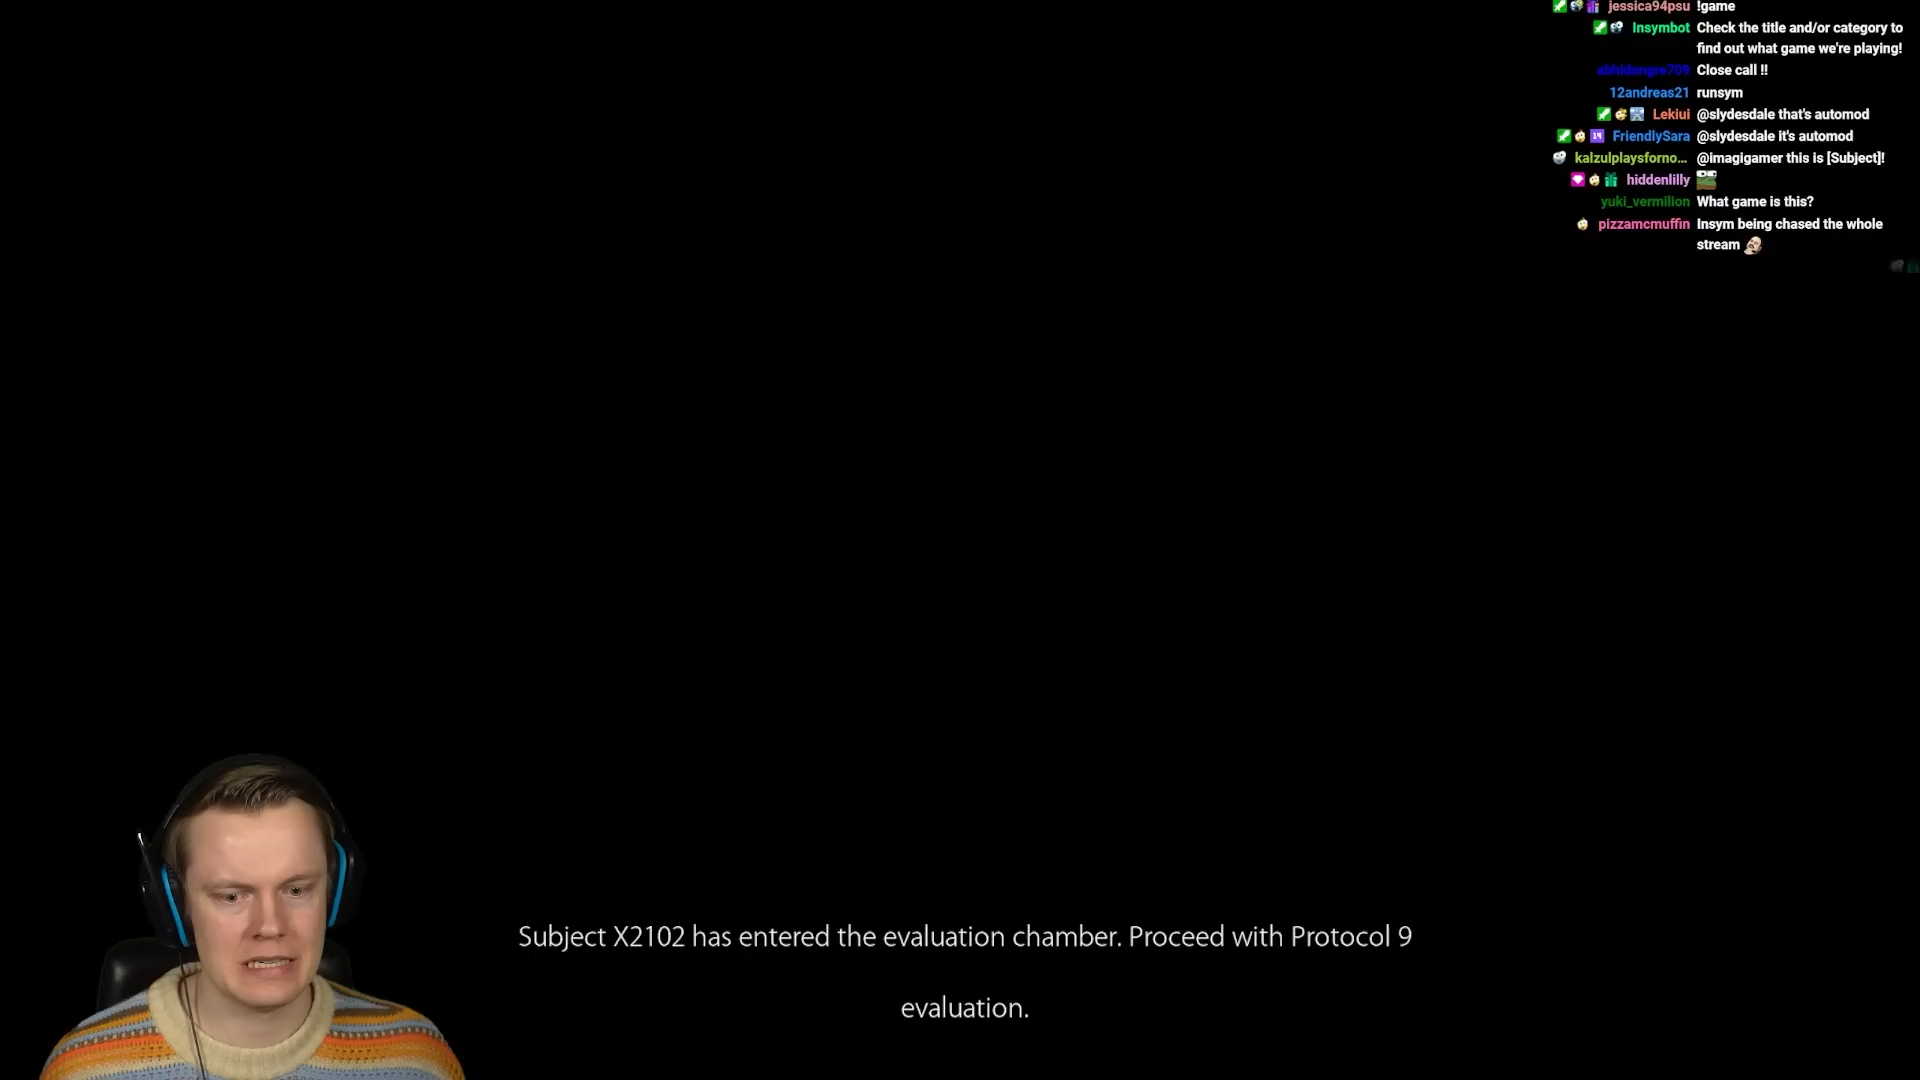 jessica94psu !game
Insymbot Check the title and/or category to
find out what game we're playing!
abhidongre709 Close call !!
12andreas21 runsym
Lekiui @slydesdale that's automod
FriendlySara @slydesdale it's automod
kalzulplaysforno... @imagigamer this is [Subject]!
hiddenlilly
yuki_vermilion What game is this?
pizzamcmuffin Insym being chased the whole
stream
Subject X2102 has entered the evaluation chamber. Proceed with Protocol 9
evaluation.